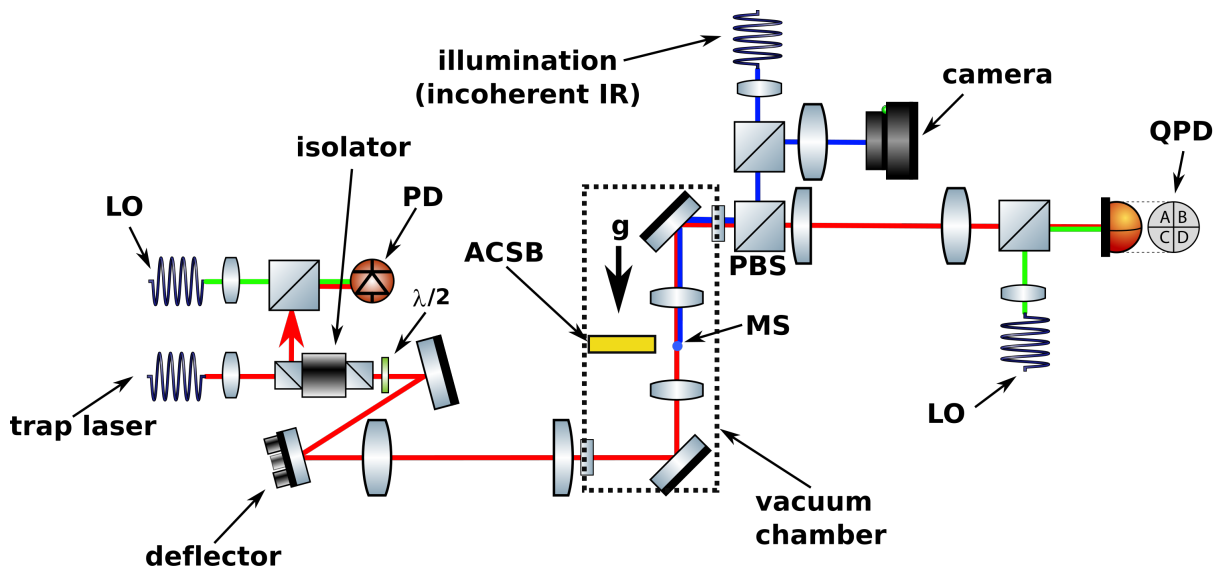 illumination
(incoherent IR)
camera
QPD
isolator
LO
PD
g
ACSB
A B
C D
PBS
λ/2
MS
trap laser
LO
vacuum
chamber
deflector